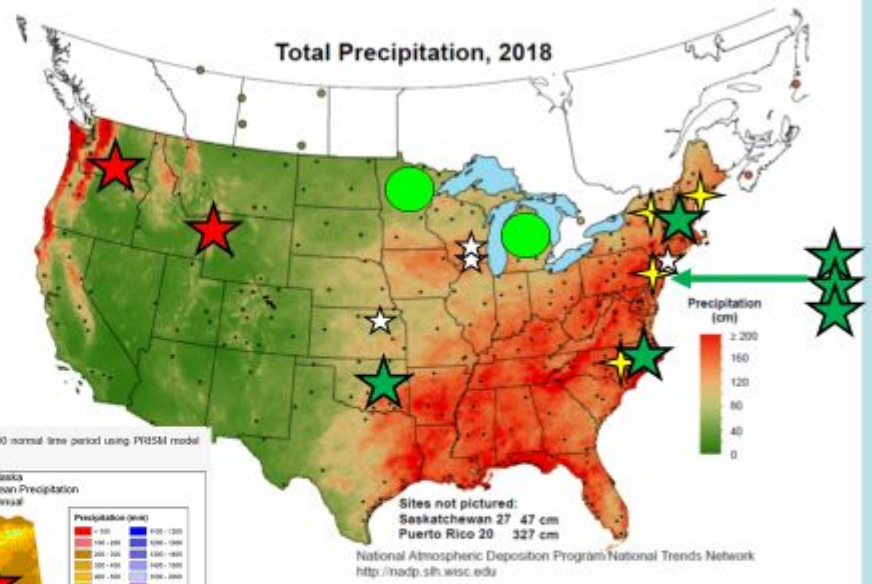 Total Precipitation, 2018
Precipitation
(cm)
≥ 200
160
120
80
40
0
Sites not pictured:
Saskatchewan 27 47 cm
Puerto Rico 20 327 cm
National Atmospheric Deposition Program/National Trends Network
http://nadp.slh.wisc.edu
normal time period using PRISM model
Precipitation
Precipitation (mm)